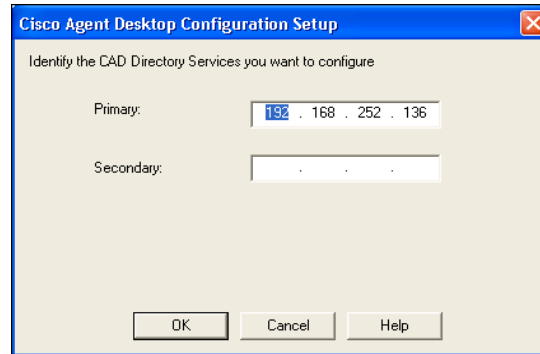 Cisco Agent Desktop Configuration Setup
Identify the CAD Directory Services you want to configure
Primary: 192 . 168 . 252 . 136
Secondary: . . .
OK Cancel Help